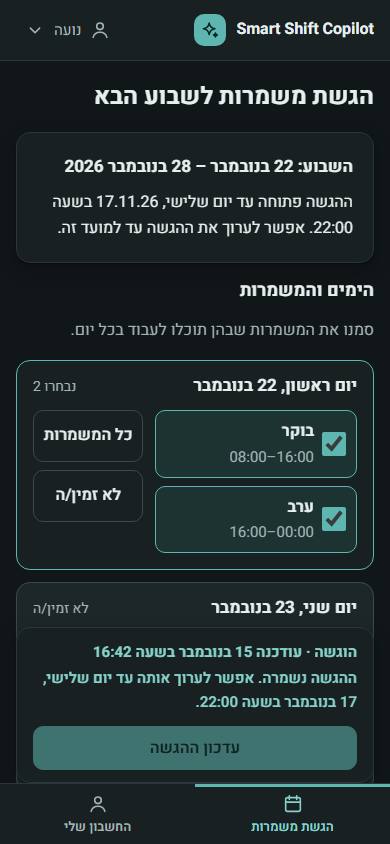 Smart Shift Copilot
נועה
הגשת משמרות לשבוע הבא
השבוע: 22 בנובמבר – 28 בנובמבר 2026
ההגשה פתוחה עד יום שלישי, 17.11.26 בשעה
22:00. אפשר לערוך את ההגשה עד למועד זה.
הימים והמשמרות
סמנו את המשמרות שבהן תוכלו לעבוד בכל יום.
יום ראשון, 22 בנובמבר
נבחרו 2
בוקר
08:00–16:00
ערב
16:00–00:00
כל המשמרות
לא זמין/ה
יום שני, 23 בנובמבר
לא זמין/ה
הוגשה · עודכנה 15 בנובמבר בשעה 16:42
ההגשה נשמרה. אפשר לערוך אותה עד יום שלישי,
17 בנובמבר בשעה 22:00.
עדכון ההגשה
הגשת משמרות
החשבון שלי